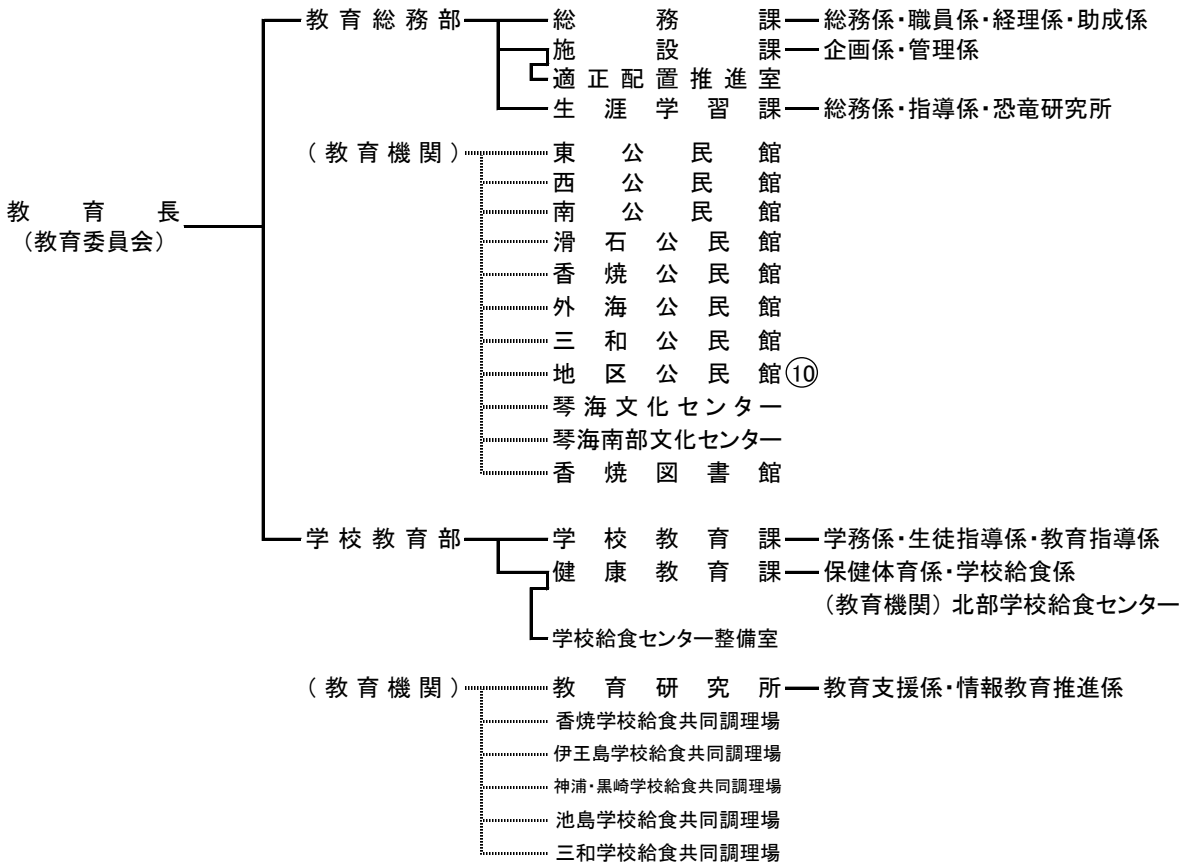 教育総務部 総務課 総務係・職員係・経理係・助成係
施設課 企画係・管理係
適正配置推進室
生涯学習課 総務係・指導係・恐竜研究所
(教育機関) 東公民館
西公民館
南公民館
教育長
(教育委員会)
滑石公民館
香焼公民館
外海公民館
三和公民館
地区公民館⑩
琴海文化センター
琴海南部文化センター
香焼図書館
学校教育部 学校教育課 学務係・生徒指導係・教育指導係
健康教育課 保健体育係・学校給食係
(教育機関) 北部学校給食センター
学校給食センター整備室
(教育機関) 教育研究所 教育支援係・情報教育推進係
香焼学校給食共同調理場
伊王島学校給食共同調理場
神浦・黒崎学校給食共同調理場
池島学校給食共同調理場
三和学校給食共同調理場